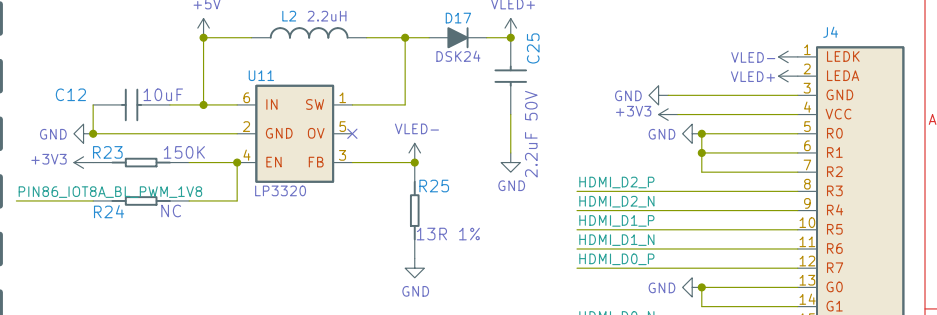 +5V
L2 2.2uH
D17
VLED+
DSK24
C25
2.2uF 50V
GND
U11
C12
10uF
6 IN SW 1
GND
2 GND OV 5
+3V3
R23 150K
4 EN FB 3
LP3320
VLED-
PIN86_IOT8A_BL_PWM_1V8
R24 NC
R25
13R 1%
GND
J4
VLED- 1 LEDK
VLED+ 2 LEDA
GND 3 GND
+3V3 4 VCC
GND 5 R0
6 R1
7 R2
HDMI_D2_P 8 R3
HDMI_D2_N 9 R4
HDMI_D1_P 10 R5
HDMI_D1_N 11 R6
HDMI_D0_P 12 R7
GND 13 G0
14 G1
A